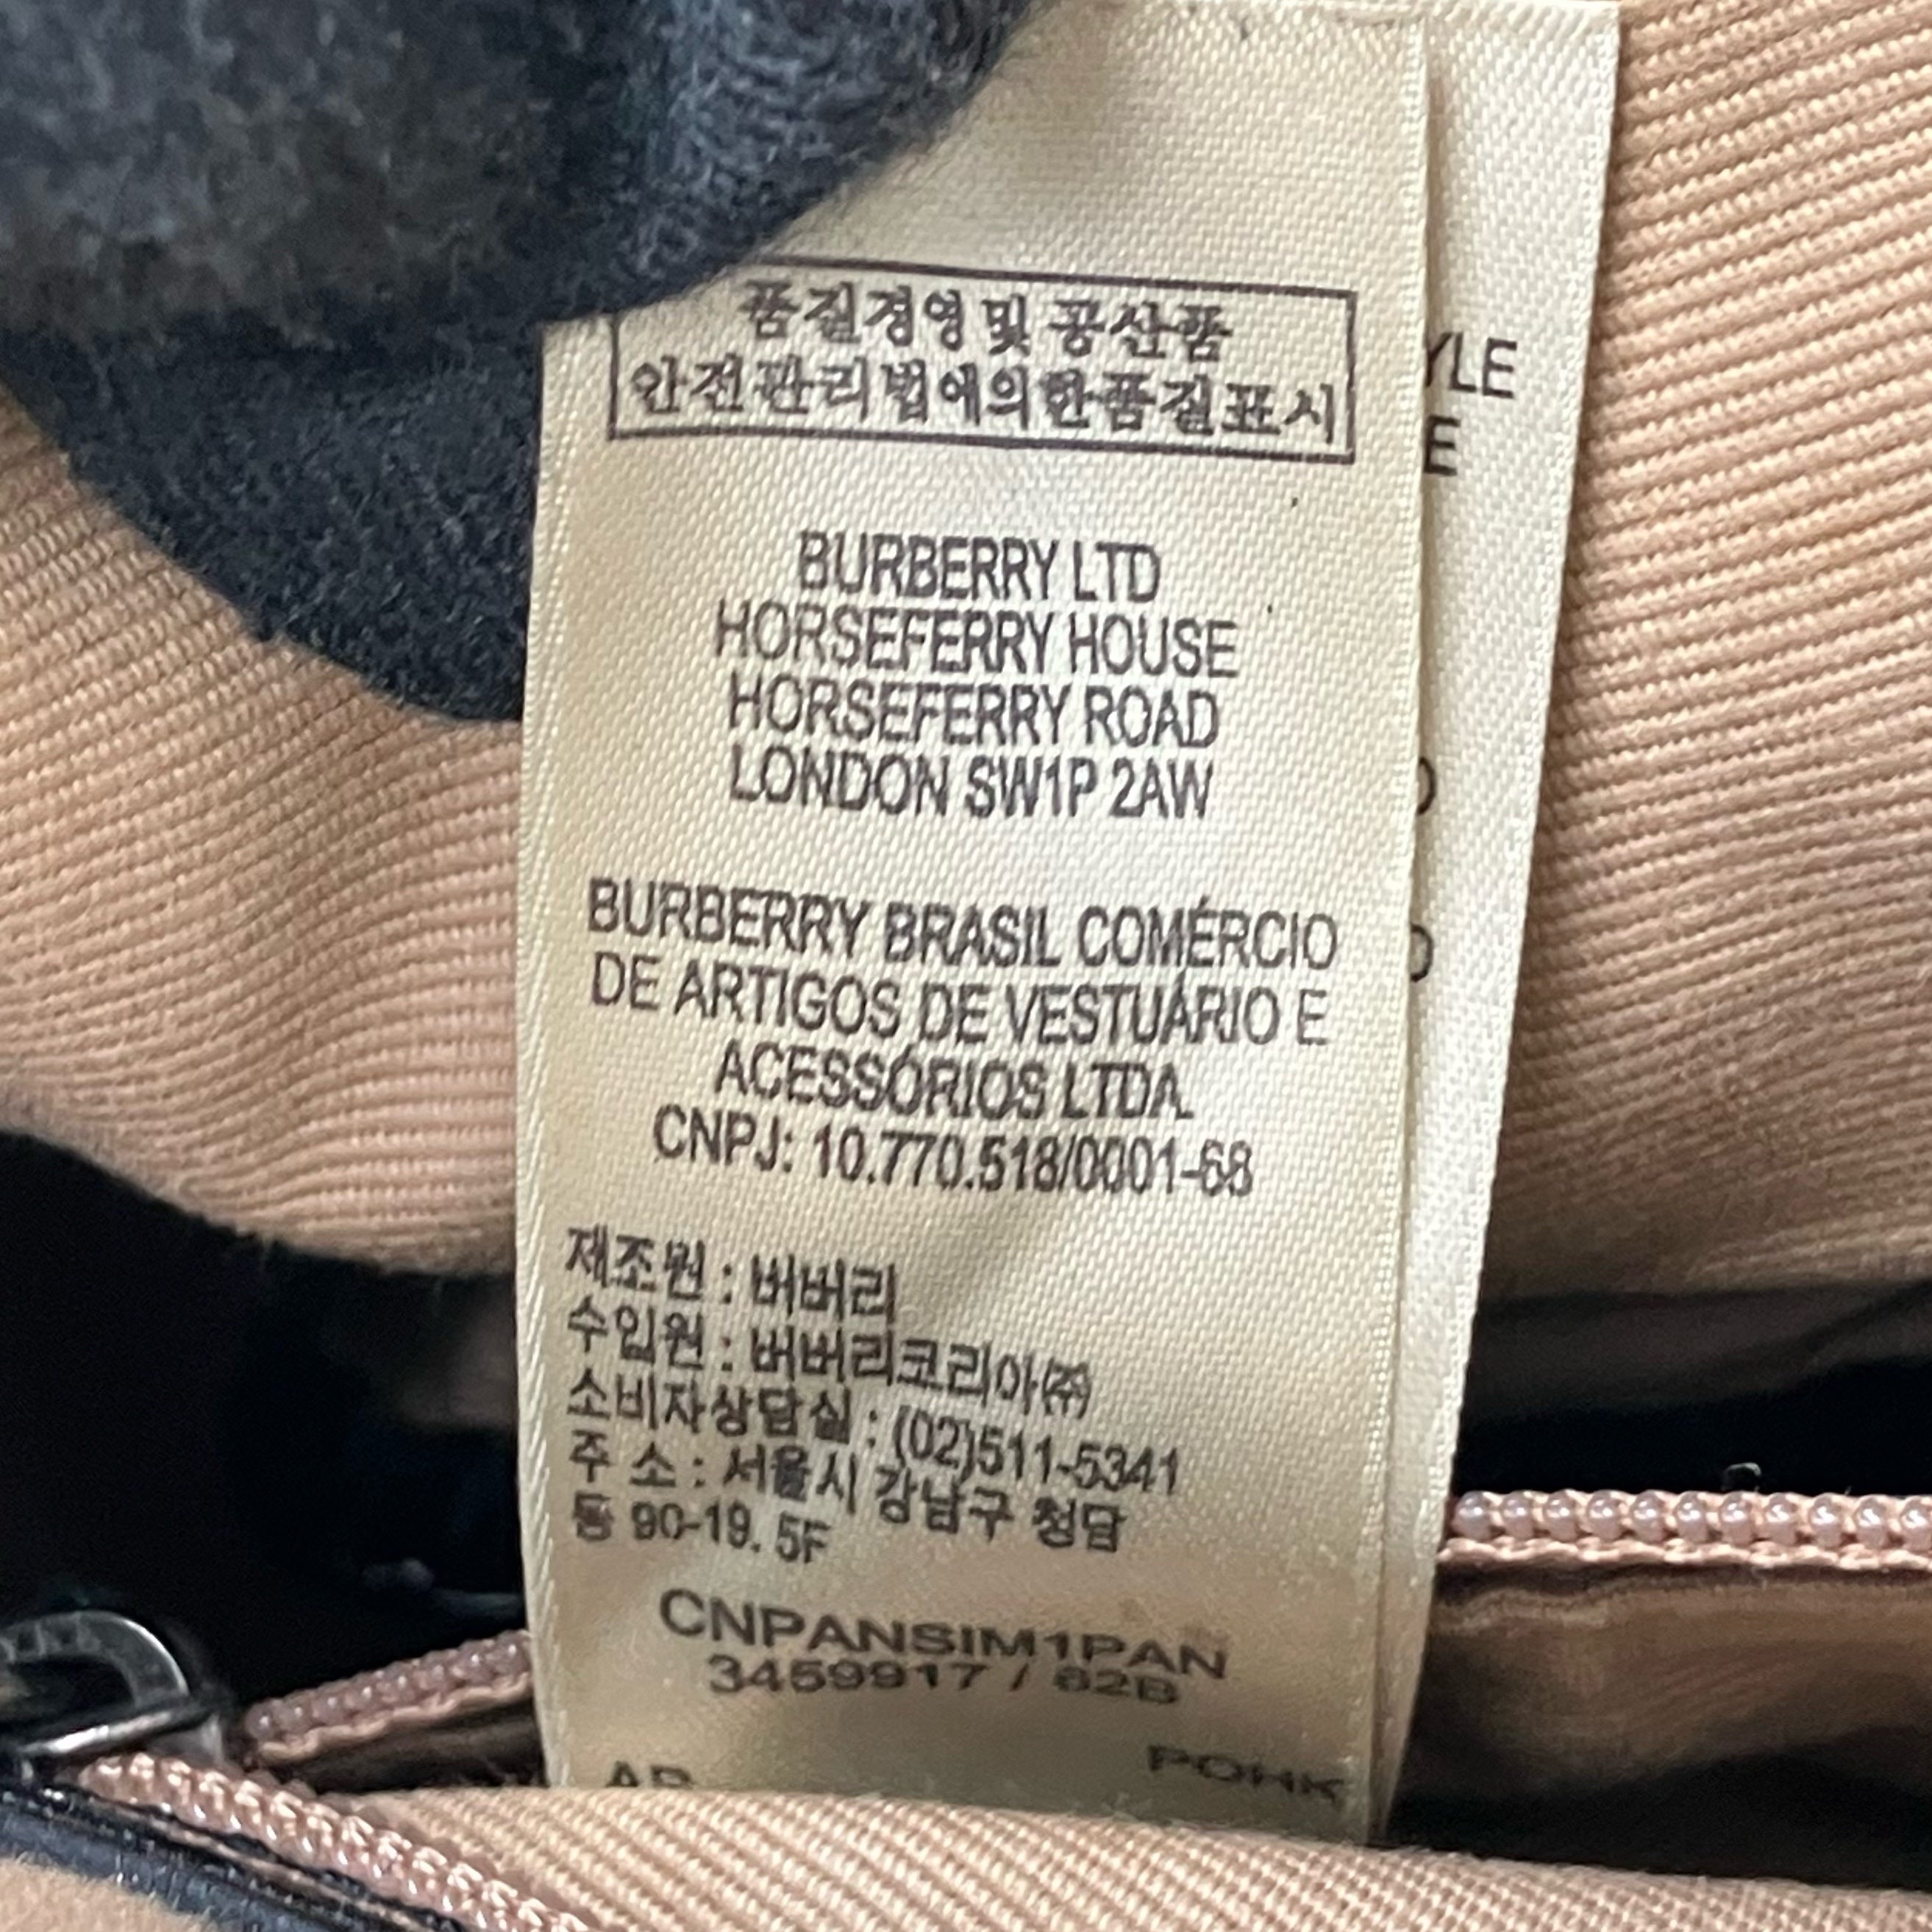 품질경영및 공산품
안전관리법에의한품질표시
BURBERRY LTD
HORSEFERRY HOUSE
HORSEFERRY ROAD
LONDON SW1P 2AW
BURBERRY BRASIL COMÉRCIO
DE ARTIGOS DE VESTUÁRIO E
ACESSÓRIOS LTDA.
CNPJ: 10.770.518/0001-68
제조원 : 버버리
수입원 : 버버리코리아㈜
소비자상담실 : (02)511-5341
주 소 : 서울시 강남구 청담
동 90-19. 5F
CNPANSIM1PAN
3459917 / 62B
POHK